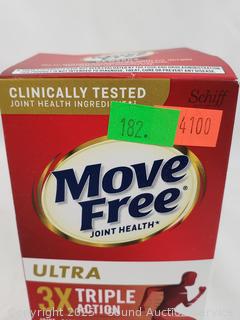 CLINICALLY TESTED
JOINT HEALTH INGREDIENT
Schiff
182. 4100
Move
Free
JOINT HEALTH*
ULTRA
3X TRIPLE
ACTION